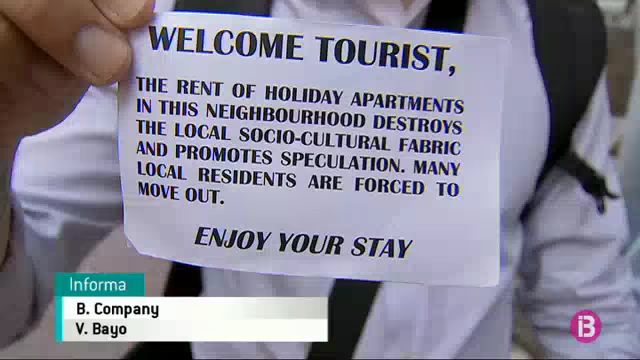 WELCOME TOURIST,
THE RENT OF HOLIDAY APARTMENTS
IN THIS NEIGHBOURHOOD DESTROYS
THE LOCAL SOCIO-CULTURAL FABRIC
AND PROMOTES SPECULATION. MANY
LOCAL RESIDENTS ARE FORCED TO
MOVE OUT.
ENJOY YOUR STAY
Informa
B. Company
V. Bayo